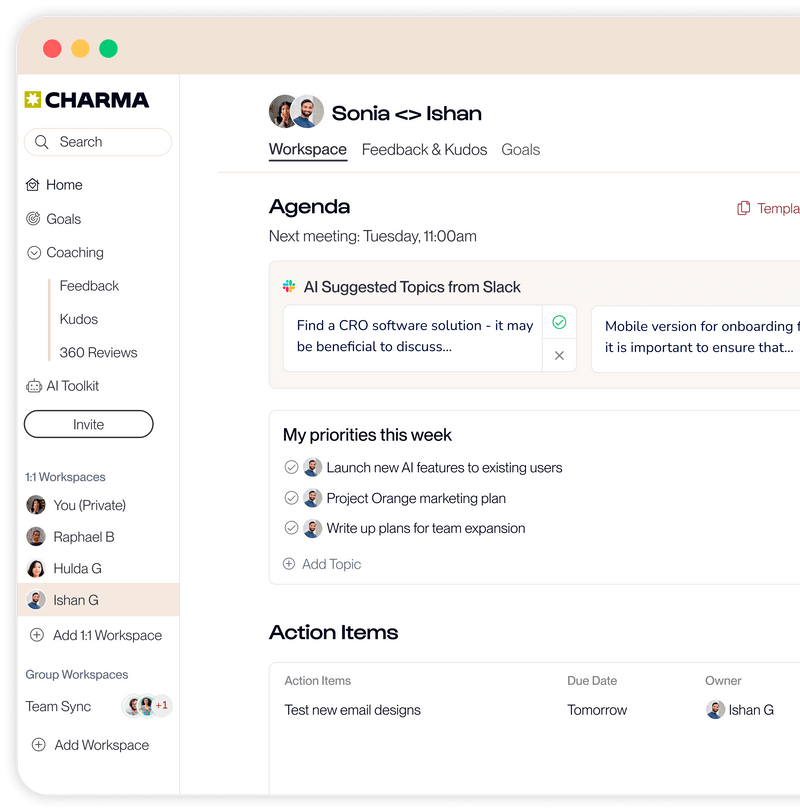 CHARMA
Search
Home
Goals
Coaching
Feedback
Kudos
360 Reviews
AI Toolkit
Invite
1:1 Workspaces
You (Private)
Raphael B
Hulda G
Ishan G
Add 1:1 Workspace
Group Workspaces
Team Sync
+1
Add Workspace
Sonia <> Ishan
Workspace Feedback & Kudos Goals
Agenda
Templa
Next meeting: Tuesday, 11:00am
AI Suggested Topics from Slack
Find a CRO software solution - it may
be beneficial to discuss...
Mobile version for onboarding
it is important to ensure that...
My priorities this week
Launch new AI features to existing users
Project Orange marketing plan
Write up plans for team expansion
Add Topic
Action Items
Action Items Due Date Owner
Test new email designs Tomorrow Ishan G